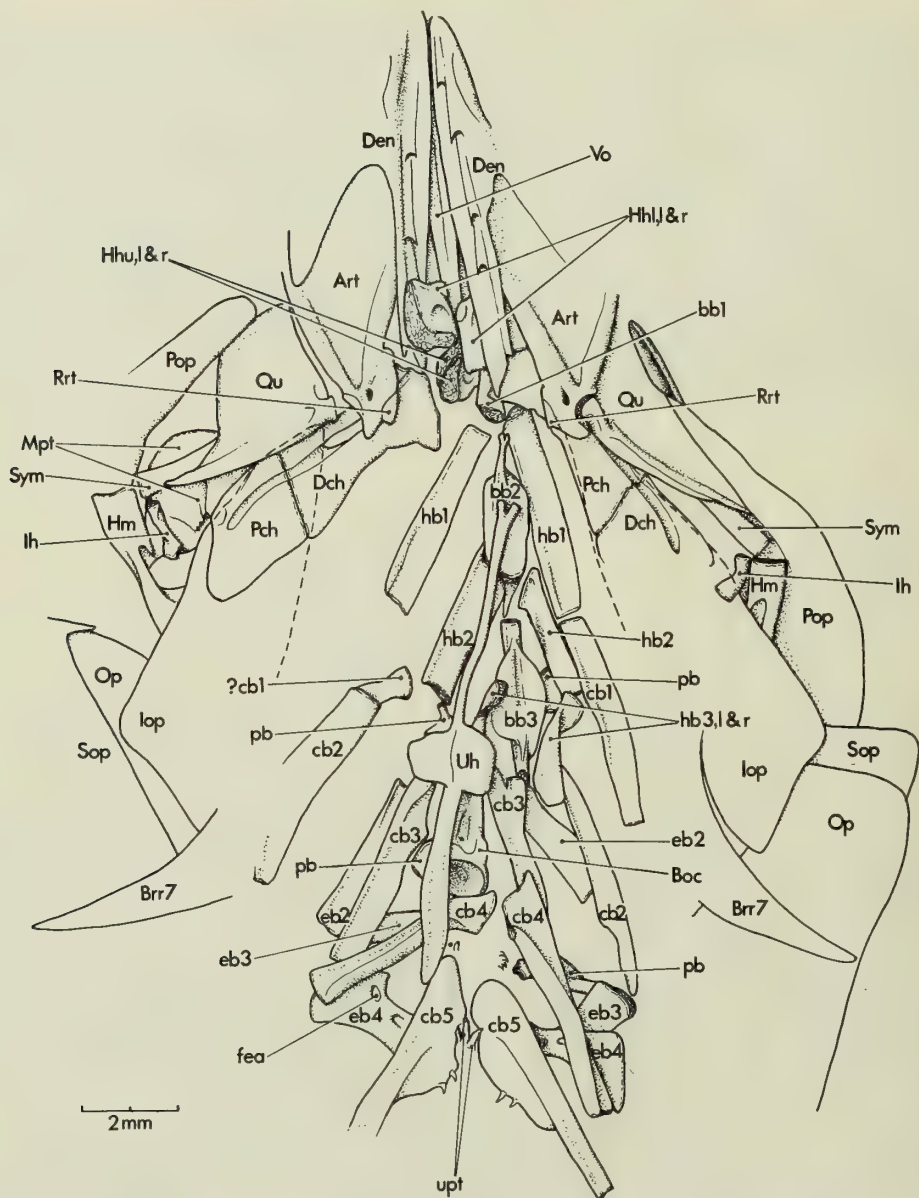 Den
Den
Vo
Hhl,l&r
Hhu,l&r
Art
Art
bb1
Pop
Qu
Qu
Rrt
Rrt
Mpt
Sym
Hm
Ih
Pch
Dch
hb1
bb2
hb1
Pch
Dch
Sym
Hm
Ih
Pop
hb2
hb2
?cb1
cb1
pb
pb
Op
Iop
Sop
cb2
bb3
hb3,l&r
Uh
Iop
Sop
Op
cb3
cb3
eb2
pb
Boc
Brr7
eb2
cb4
cb4
cb2
Brr7
eb3
pb
eb4
cb5
cb5
eb3
eb4
fea
2mm
upt